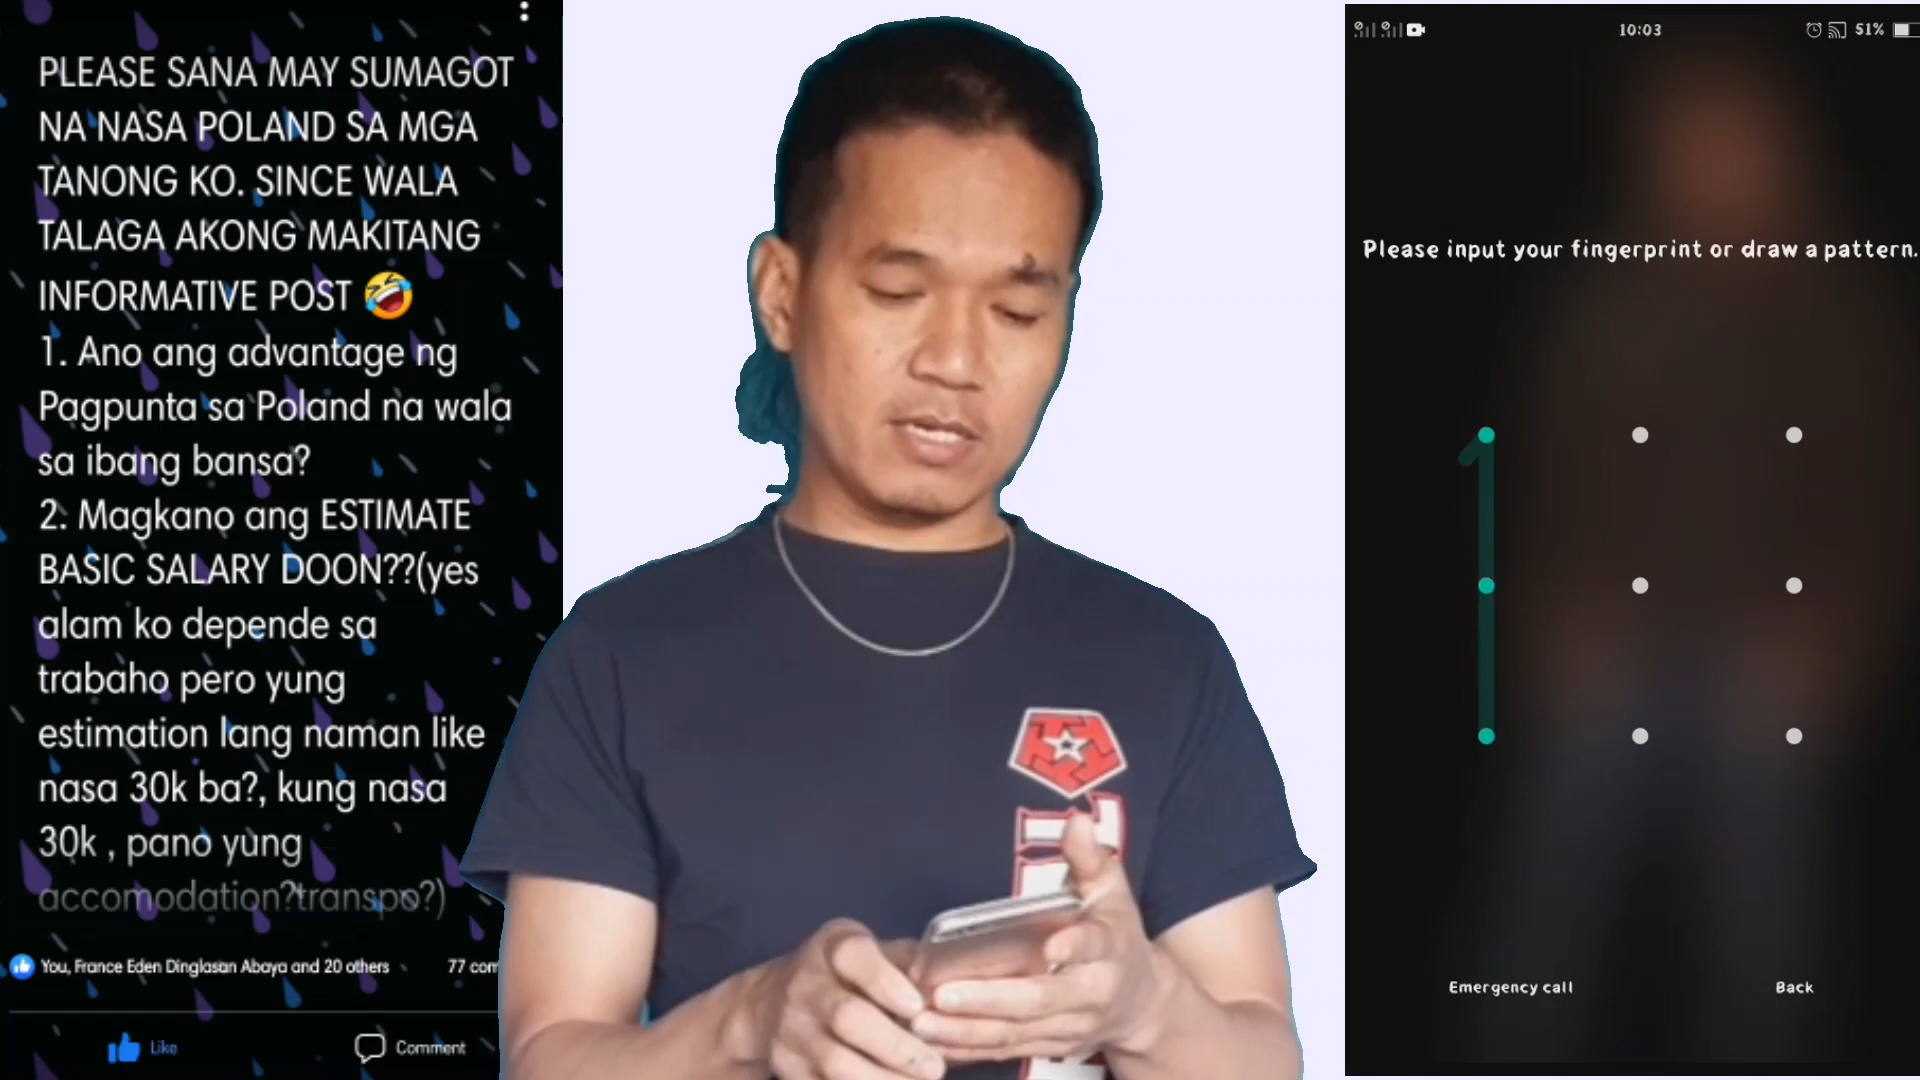 PLEASE SANA MAY SUMAGOT
NA NASA POLAND SA MGA
TANONG KO. SINCE WALA
TALAGA AKONG MAKITANG
INFORMATIVE POST 🤣
1. Ano ang advantage ng
Pagpunta sa Poland na wala
sa ibang bansa?
2. Magkano ang ESTIMATE
BASIC SALARY DOON??(yes
alam ko depende sa
trabaho pero yung
estimation lang naman like
nasa 30k ba?, kung nasa
30k , pano yung
accomodation?transpo?)
You, France Eden Dinglasan Abaya and 20 others
77 com
Like
Comment
10:03
51%
Please input your fingerprint or draw a pattern.
Emergency call
Back